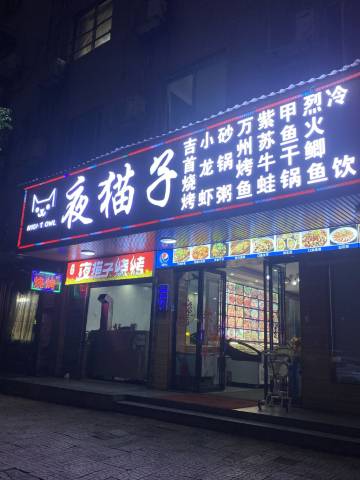 夜猫子
NIGHT OWL
吉首烧烤
小龙虾
砂锅粥
万州烤鱼
紫苏牛蛙
甲鱼干锅
烈火鲫鱼
冷饮
夜猫子烧烤
烧烤